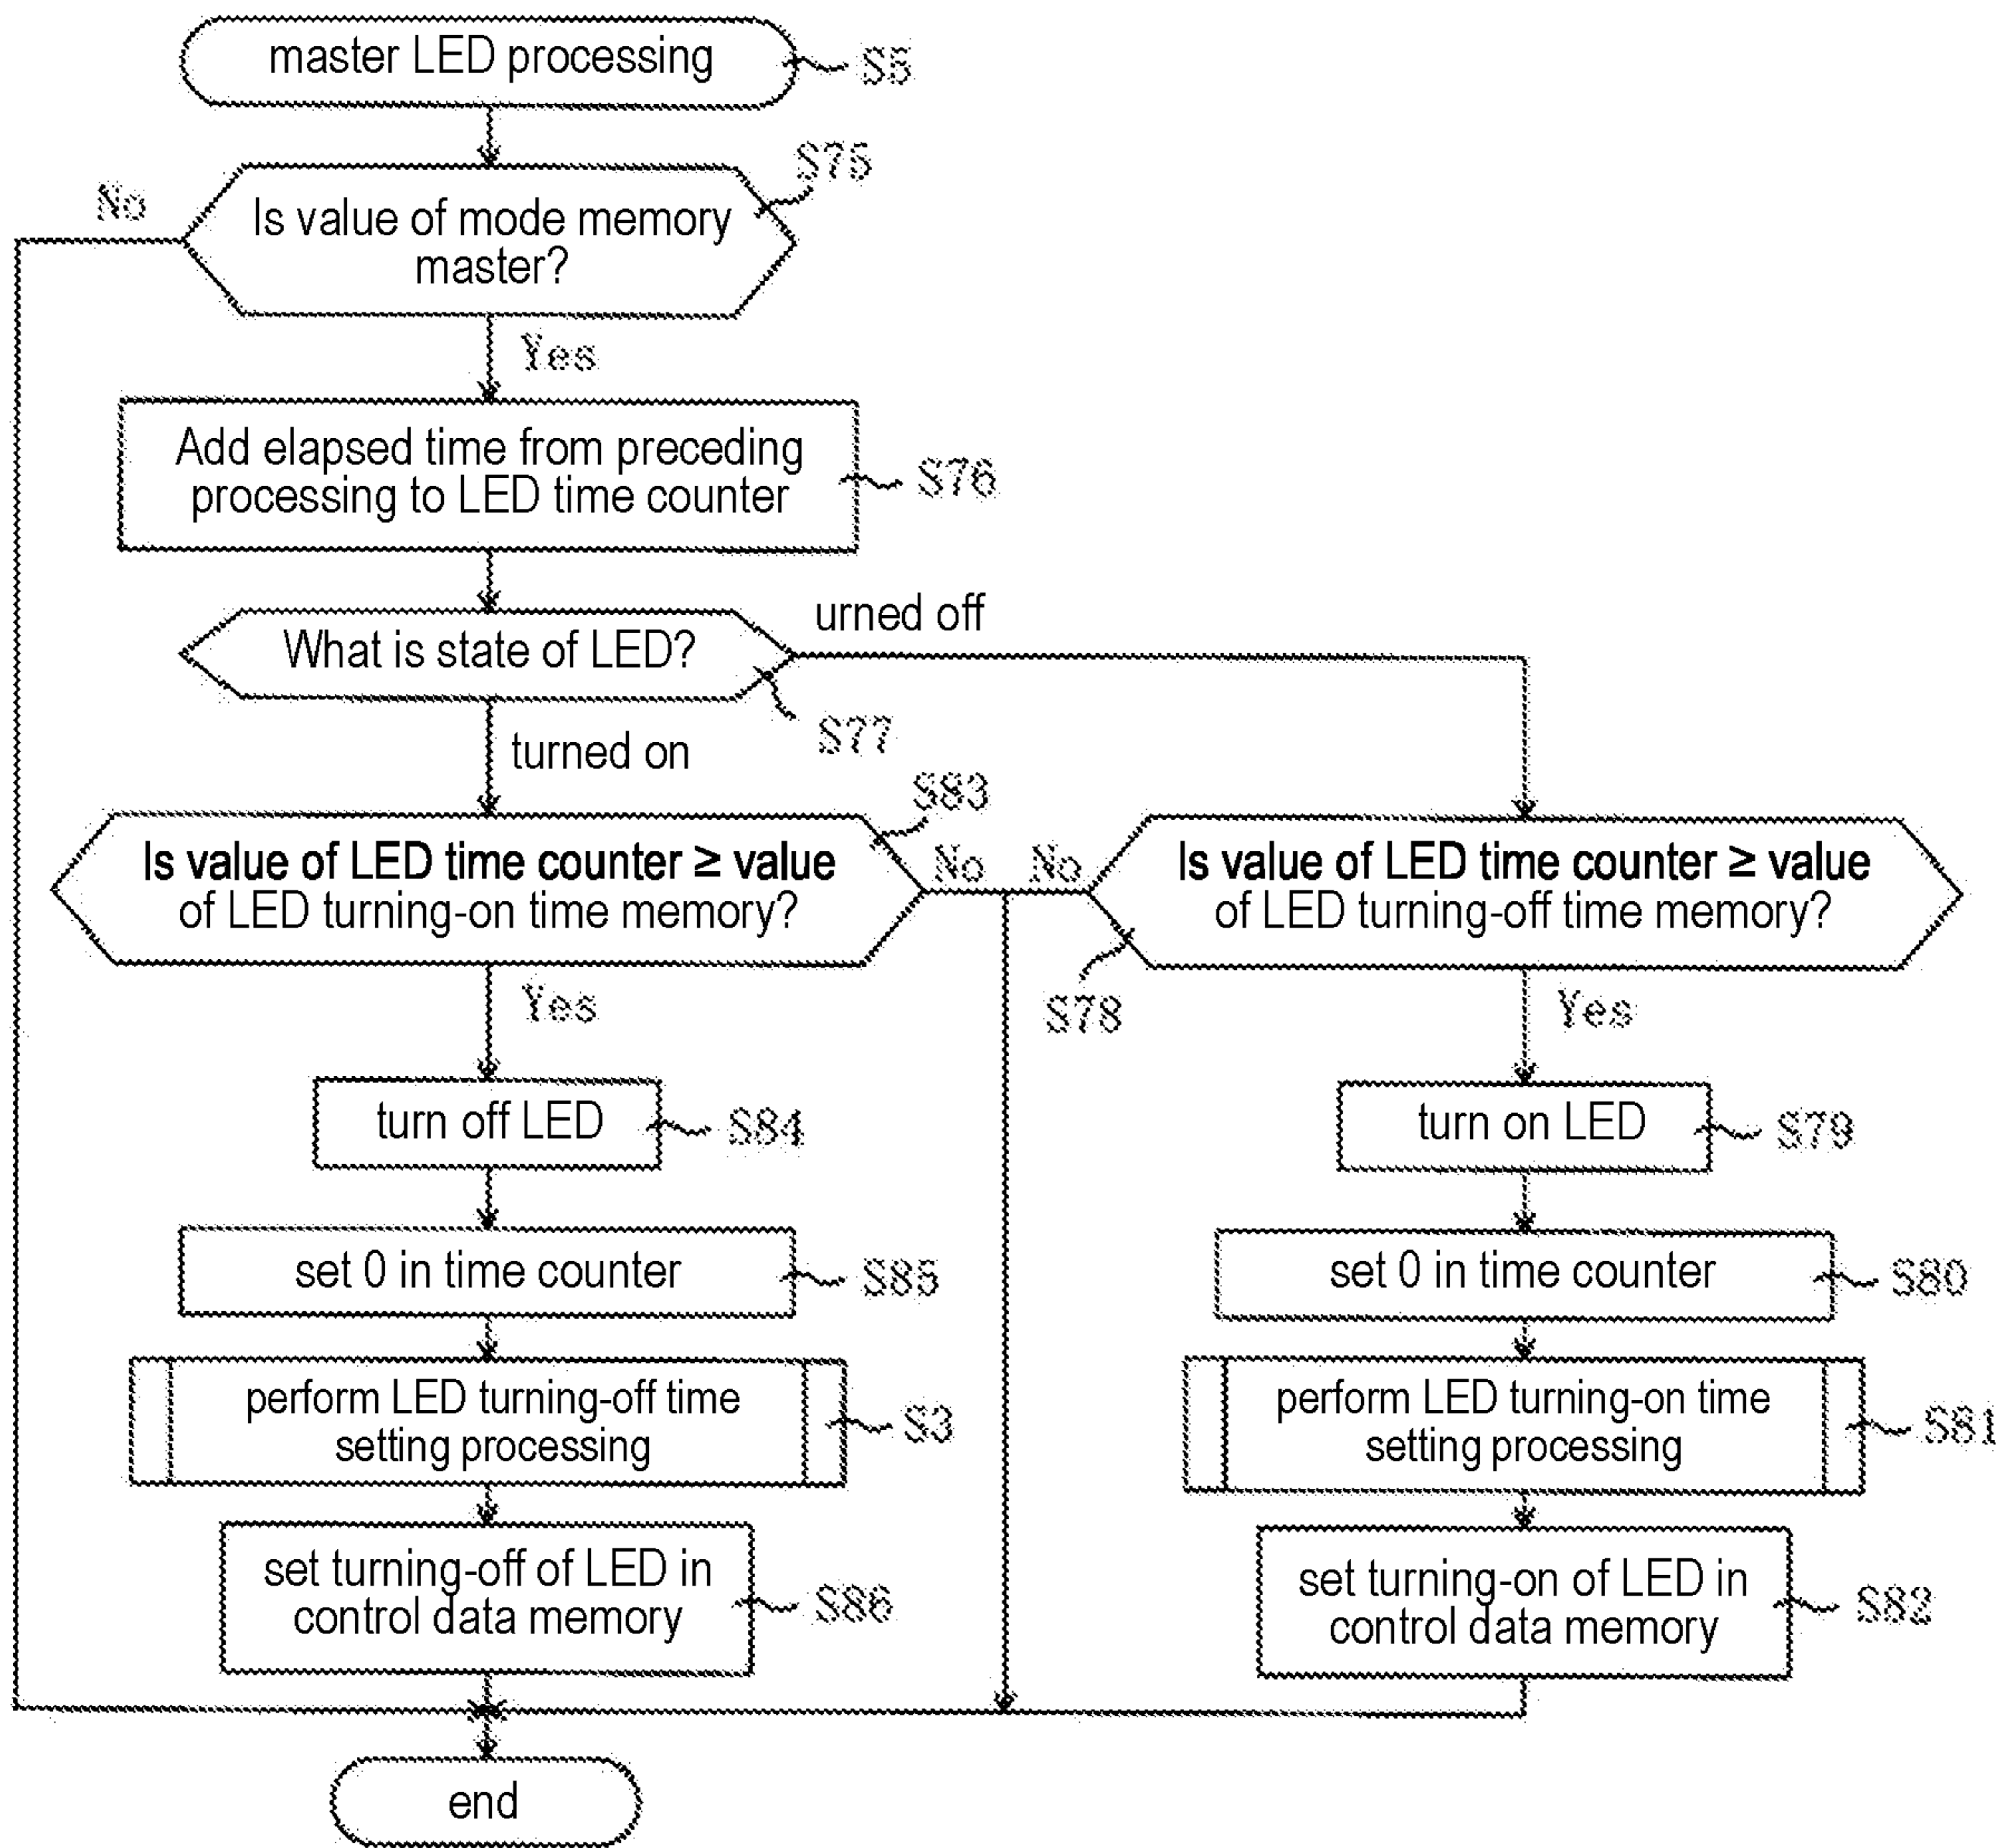 master LED processing
S5
S75
No
Is value of mode memory
master?
Yes
Add elapsed time from preceding
processing to LED time counter
S76
urned off
What is state of LED?
S77
turned on
S83
Is value of LED time counter ≥ value
of LED turning-on time memory?
No
No
Is value of LED time counter ≥ value
of LED turning-off time memory?
S78
Yes
Yes
turn off LED
S84
turn on LED
S79
set 0 in time counter
S85
set 0 in time counter
S80
perform LED turning-off time
setting processing
S3
perform LED turning-on time
setting processing
S81
set turning-off of LED in
control data memory
S86
set turning-on of LED in
control data memory
S82
end